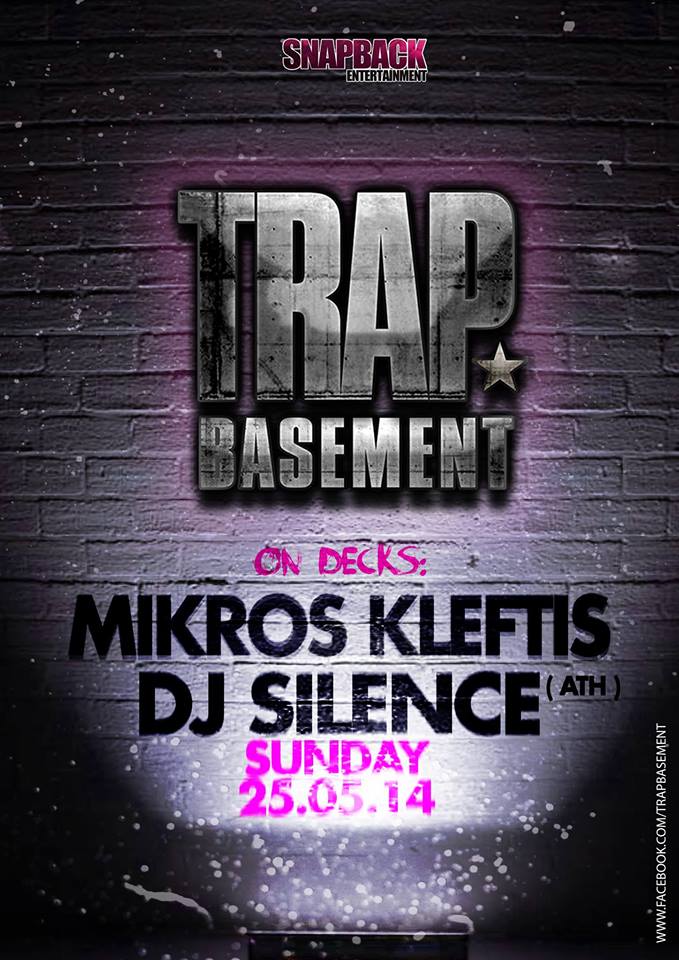 SNAPBACK
ENTERTAINMENT
TRAP
BASEMENT
ON DECKS:
MIKROS KLEFTIS
DJ SILENCE ( ATH )
SUNDAY
25.05.14
WWW.FACEBOOK.COM/TRAPBASEMENT